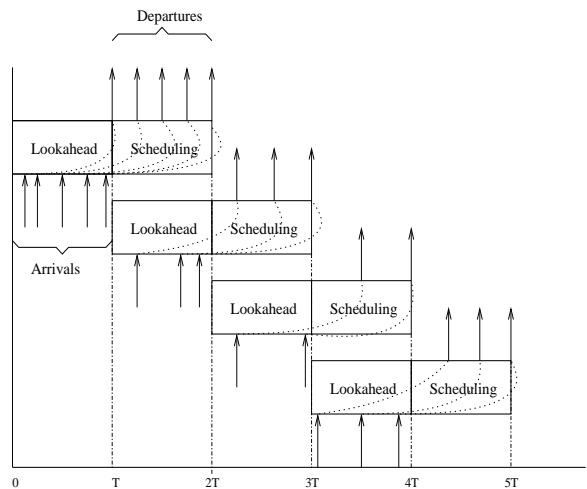 Departures
Lookahead Scheduling
Arrivals
Lookahead Scheduling
Lookahead Scheduling
Lookahead Scheduling
0 T 2T 3T 4T 5T